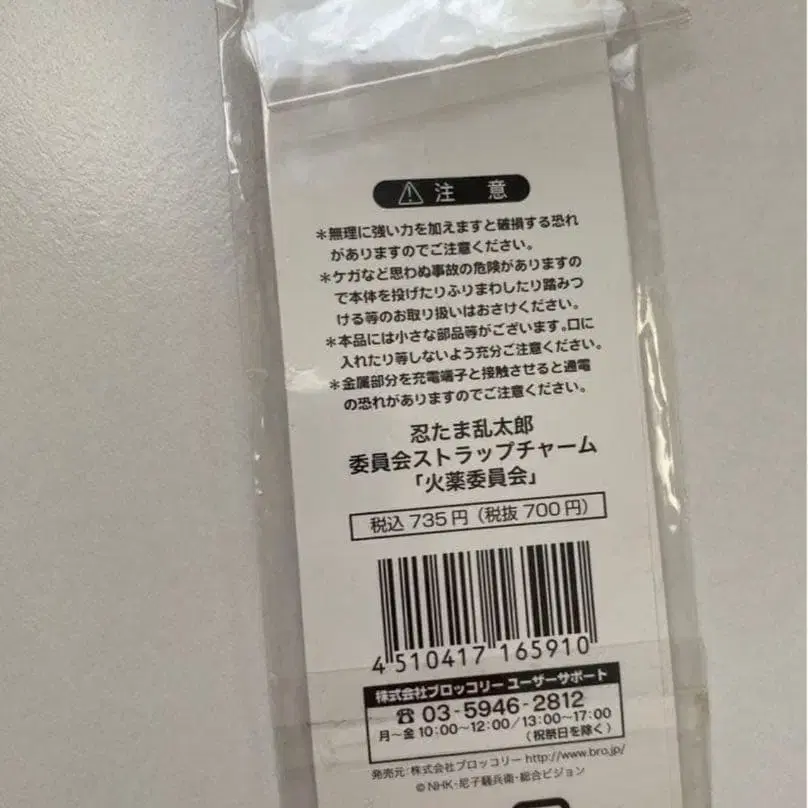 注 意
＊無理に強い力を加えますと破損する恐れ
がありますのでご注意ください。
＊ケガなど思わぬ事故の危険がありますの
で本体を投げたりふりまわしたり踏みつ
ける等のお取り扱いはおさけください。
＊本品には小さな部品等がございます。口に
入れたり等しないよう充分ご注意ください。
＊金属部分を充電端子と接触させると通電
の恐れがありますのでご注意ください。
忍たま乱太郎
委員会ストラップチャーム
「火薬委員会」
税込 735円（税抜 700円）
4 510417 165910
株式会社ブロッコリー ユーザーサポート
☎ 03-5946-2812
月〜金 10:00〜12:00／13:00〜17:00
（祝祭日を除く）
発売元：株式会社ブロッコリー http://www.bro.jp/
©NHK・尼子騒兵衛・総合ビジョン